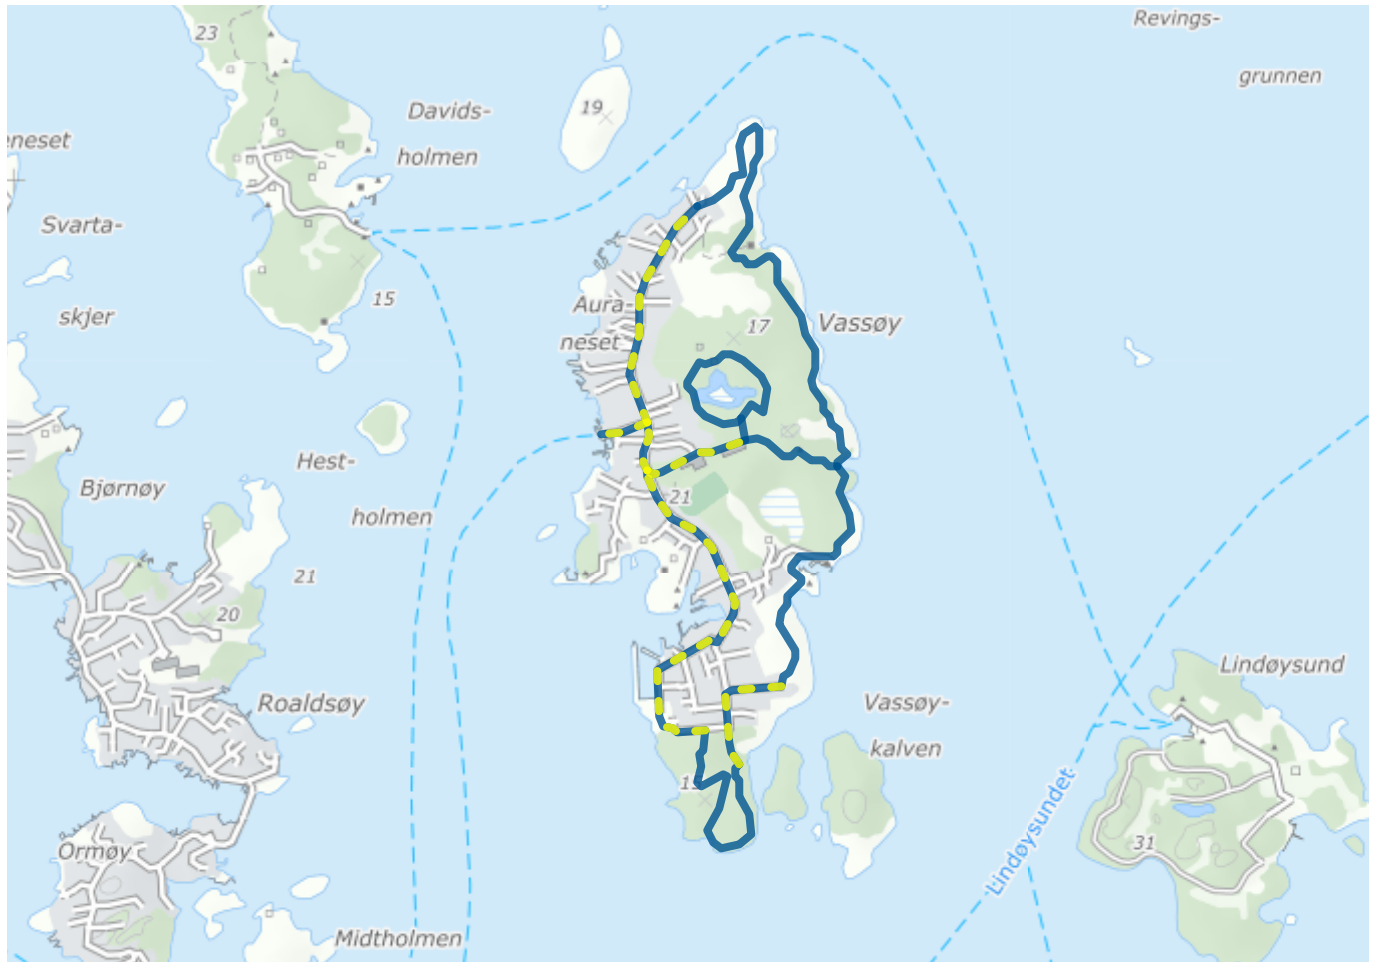 Revings-
23
grunnen
Davids-
19
holmen
eneset
Svarta-
15
Aura-
skjer
17
Vassøy
neset
Hest-
Bjørnøy
21
holmen
21
20
Lindøysund
Roaldsøy
Vassøy-
kalven
Lindøysundet
31
Ormøy
Midtholmen